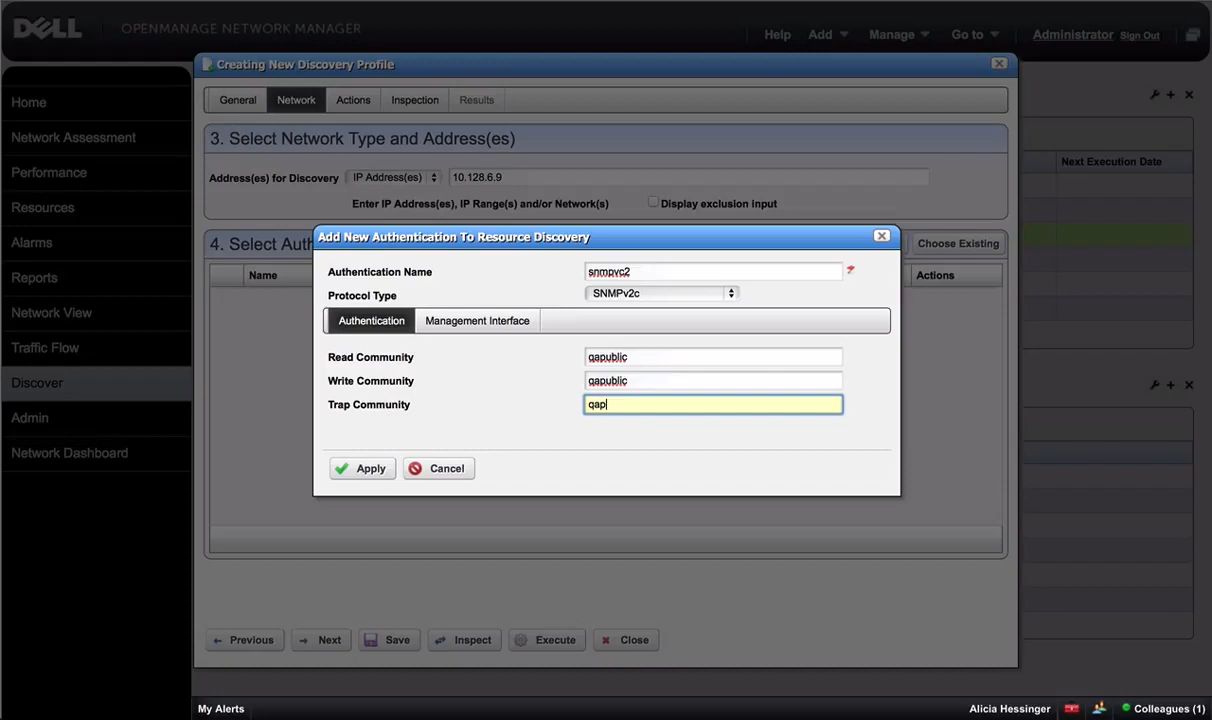 DELL OPENMANAGE NETWORK MANAGER
Help Add Manage Go to Administrator Sign Out
Home
Network Assessment
Performance
Resources
Alarms
Reports
Network View
Traffic Flow
Discover
Admin
Network Dashboard
Creating New Discovery Profile
General Network Actions Inspection Results
3. Select Network Type and Address(es)
Address(es) for Discovery IP Address(es) 10.128.6.9
Enter IP Address(es), IP Range(s) and/or Network(s) Display exclusion input
Next Execution Date
4. Select Auth Choose Existing
Name Actions
Add New Authentication To Resource Discovery
Authentication Name snmpvc2
Protocol Type SNMPv2c
Authentication Management Interface
Read Community qapublic
Write Community qapublic
Trap Community qap
Apply Cancel
Previous Next Save Inspect Execute Close
My Alerts Alicia Hessinger Colleagues (1)